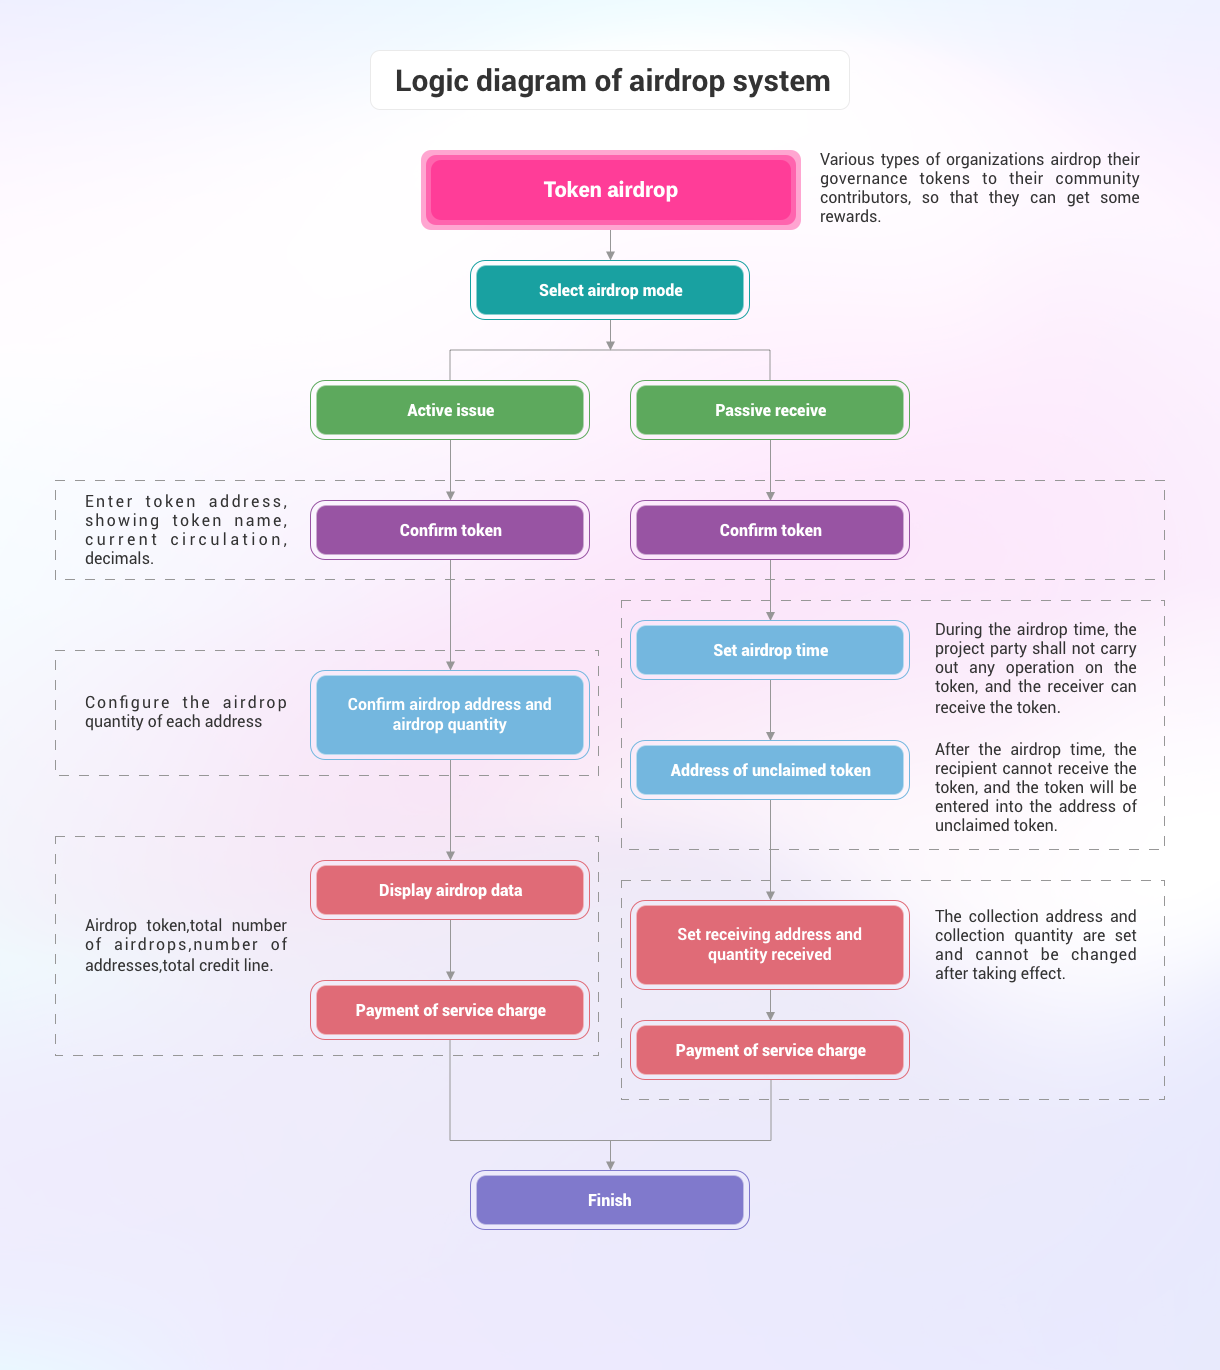 Logic diagram of airdrop system
Token airdrop
Various types of organizations airdrop their
governance tokens to their community
contributors, so that they can get some
rewards.
Select airdrop mode
Active issue
Passive receive
Enter token address,
showing token name,
current circulation,
decimals.
Confirm token
Confirm token
Set airdrop time
During the airdrop time, the
project party shall not carry
out any operation on the
token, and the receiver can
receive the token.
Configure the airdrop
quantity of each address
Confirm airdrop address and
airdrop quantity
Address of unclaimed token
After the airdrop time, the
recipient cannot receive the
token, and the token will be
entered into the address of
unclaimed token.
Display airdrop data
Airdrop token,total number
of airdrops,number of
addresses,total credit line.
Set receiving address and
quantity received
The collection address and
collection quantity are set
and cannot be changed
after taking effect.
Payment of service charge
Payment of service charge
Finish